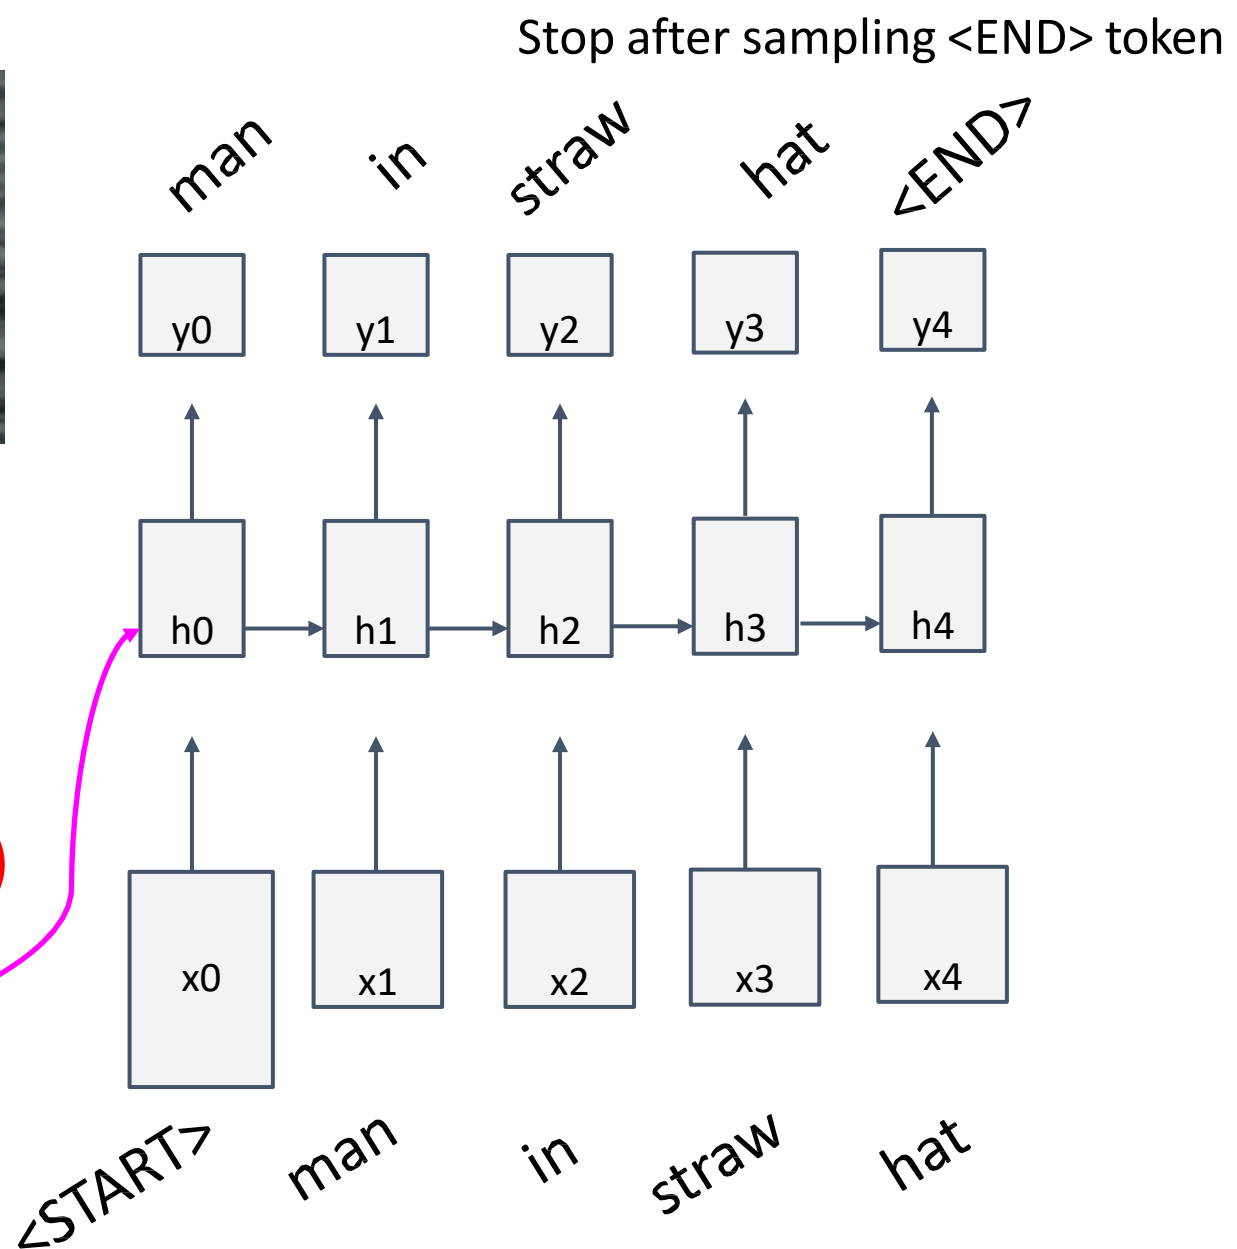 Stop after sampling <END> token
man in straw hat <END>
y0 y1 y2 y3 y4
h0 h1 h2 h3 h4
x0 x1 x2 x3 x4
<START> man in straw hat